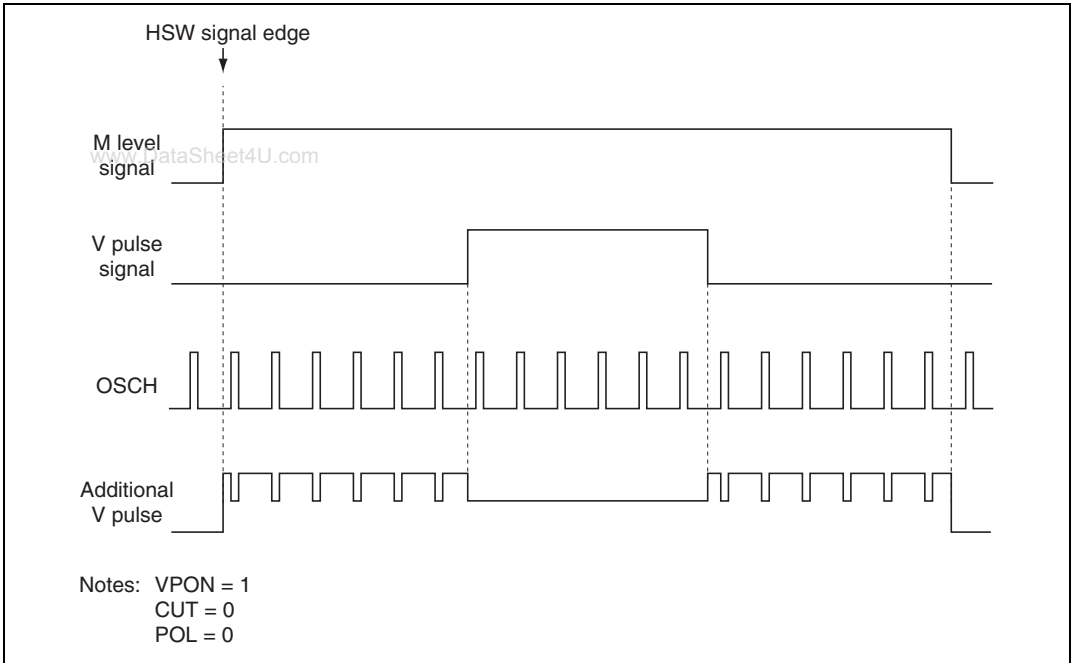 HSW signal edge
M level
signal
www.DataSheet4U.com
V pulse
signal
OSCH
Additional
V pulse
Notes: VPON = 1
CUT = 0
POL = 0